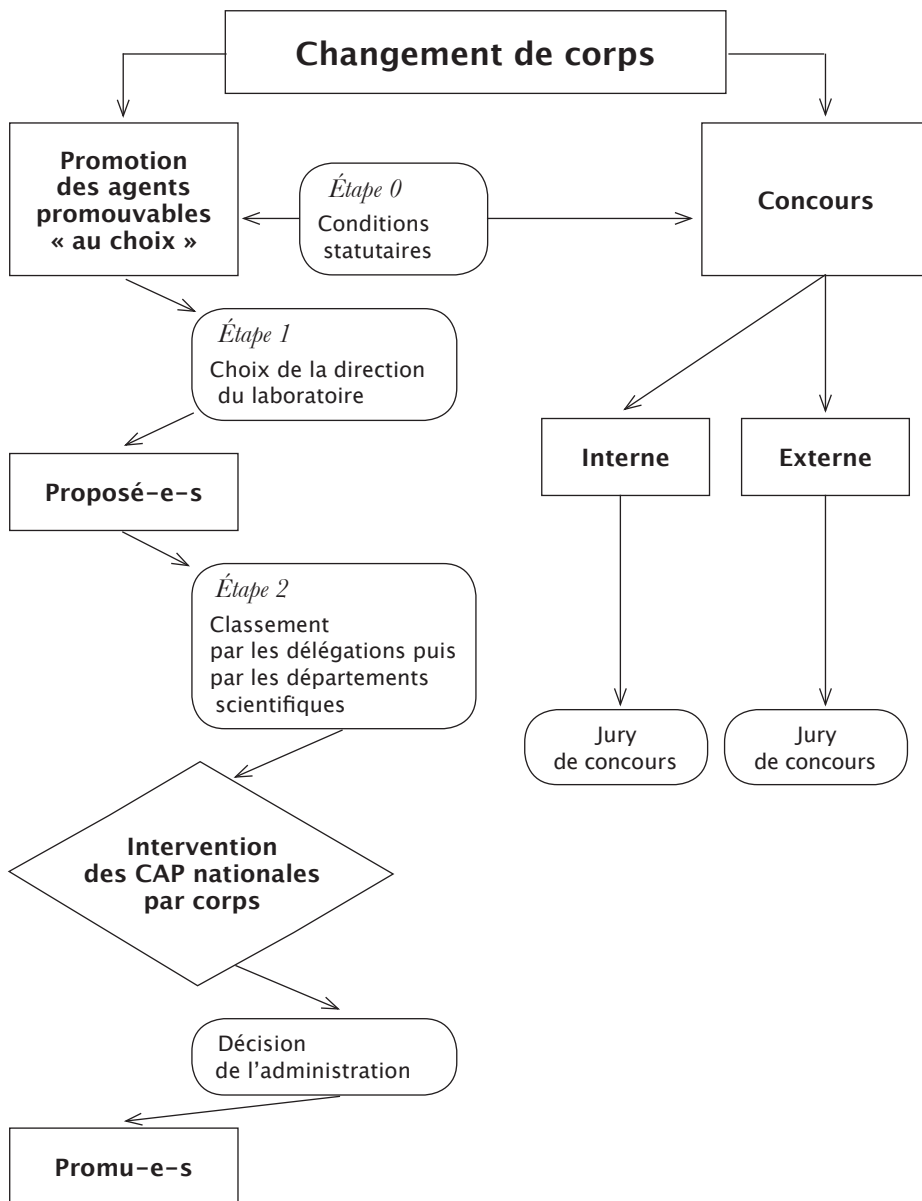 Changement de corps
Promotion
des agents
promouvables
« au choix »
Étape 0
Conditions
statutaires
Concours
Étape 1
Choix de la direction
du laboratoire
Interne
Externe
Proposé-e-s
Étape 2
Classement
par les délégations puis
par les départements
scientifiques
Jury
de concours
Jury
de concours
Intervention
des CAP nationales
par corps
Décision
de l'administration
Promu-e-s